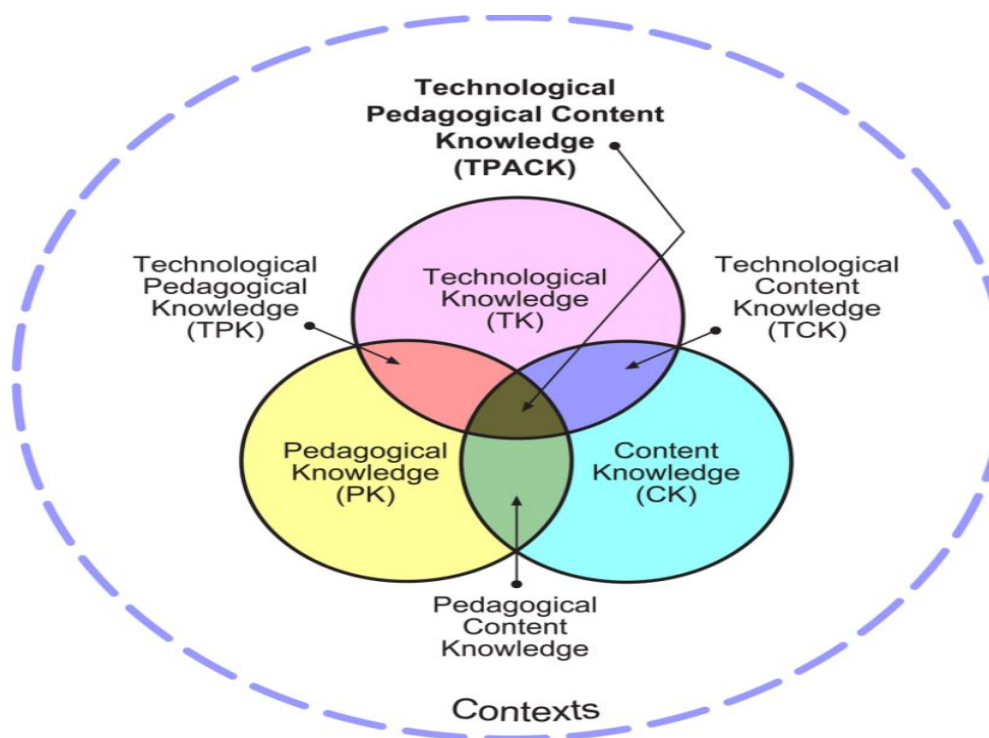 Technological
Pedagogical Content
Knowledge
(TPACK)
Technological
Pedagogical
Knowledge
(TPK)
Technological
Knowledge
(TK)
Technological
Content
Knowledge
(TCK)
Pedagogical
Knowledge
(PK)
Content
Knowledge
(CK)
Pedagogical
Content
Knowledge
Contexts